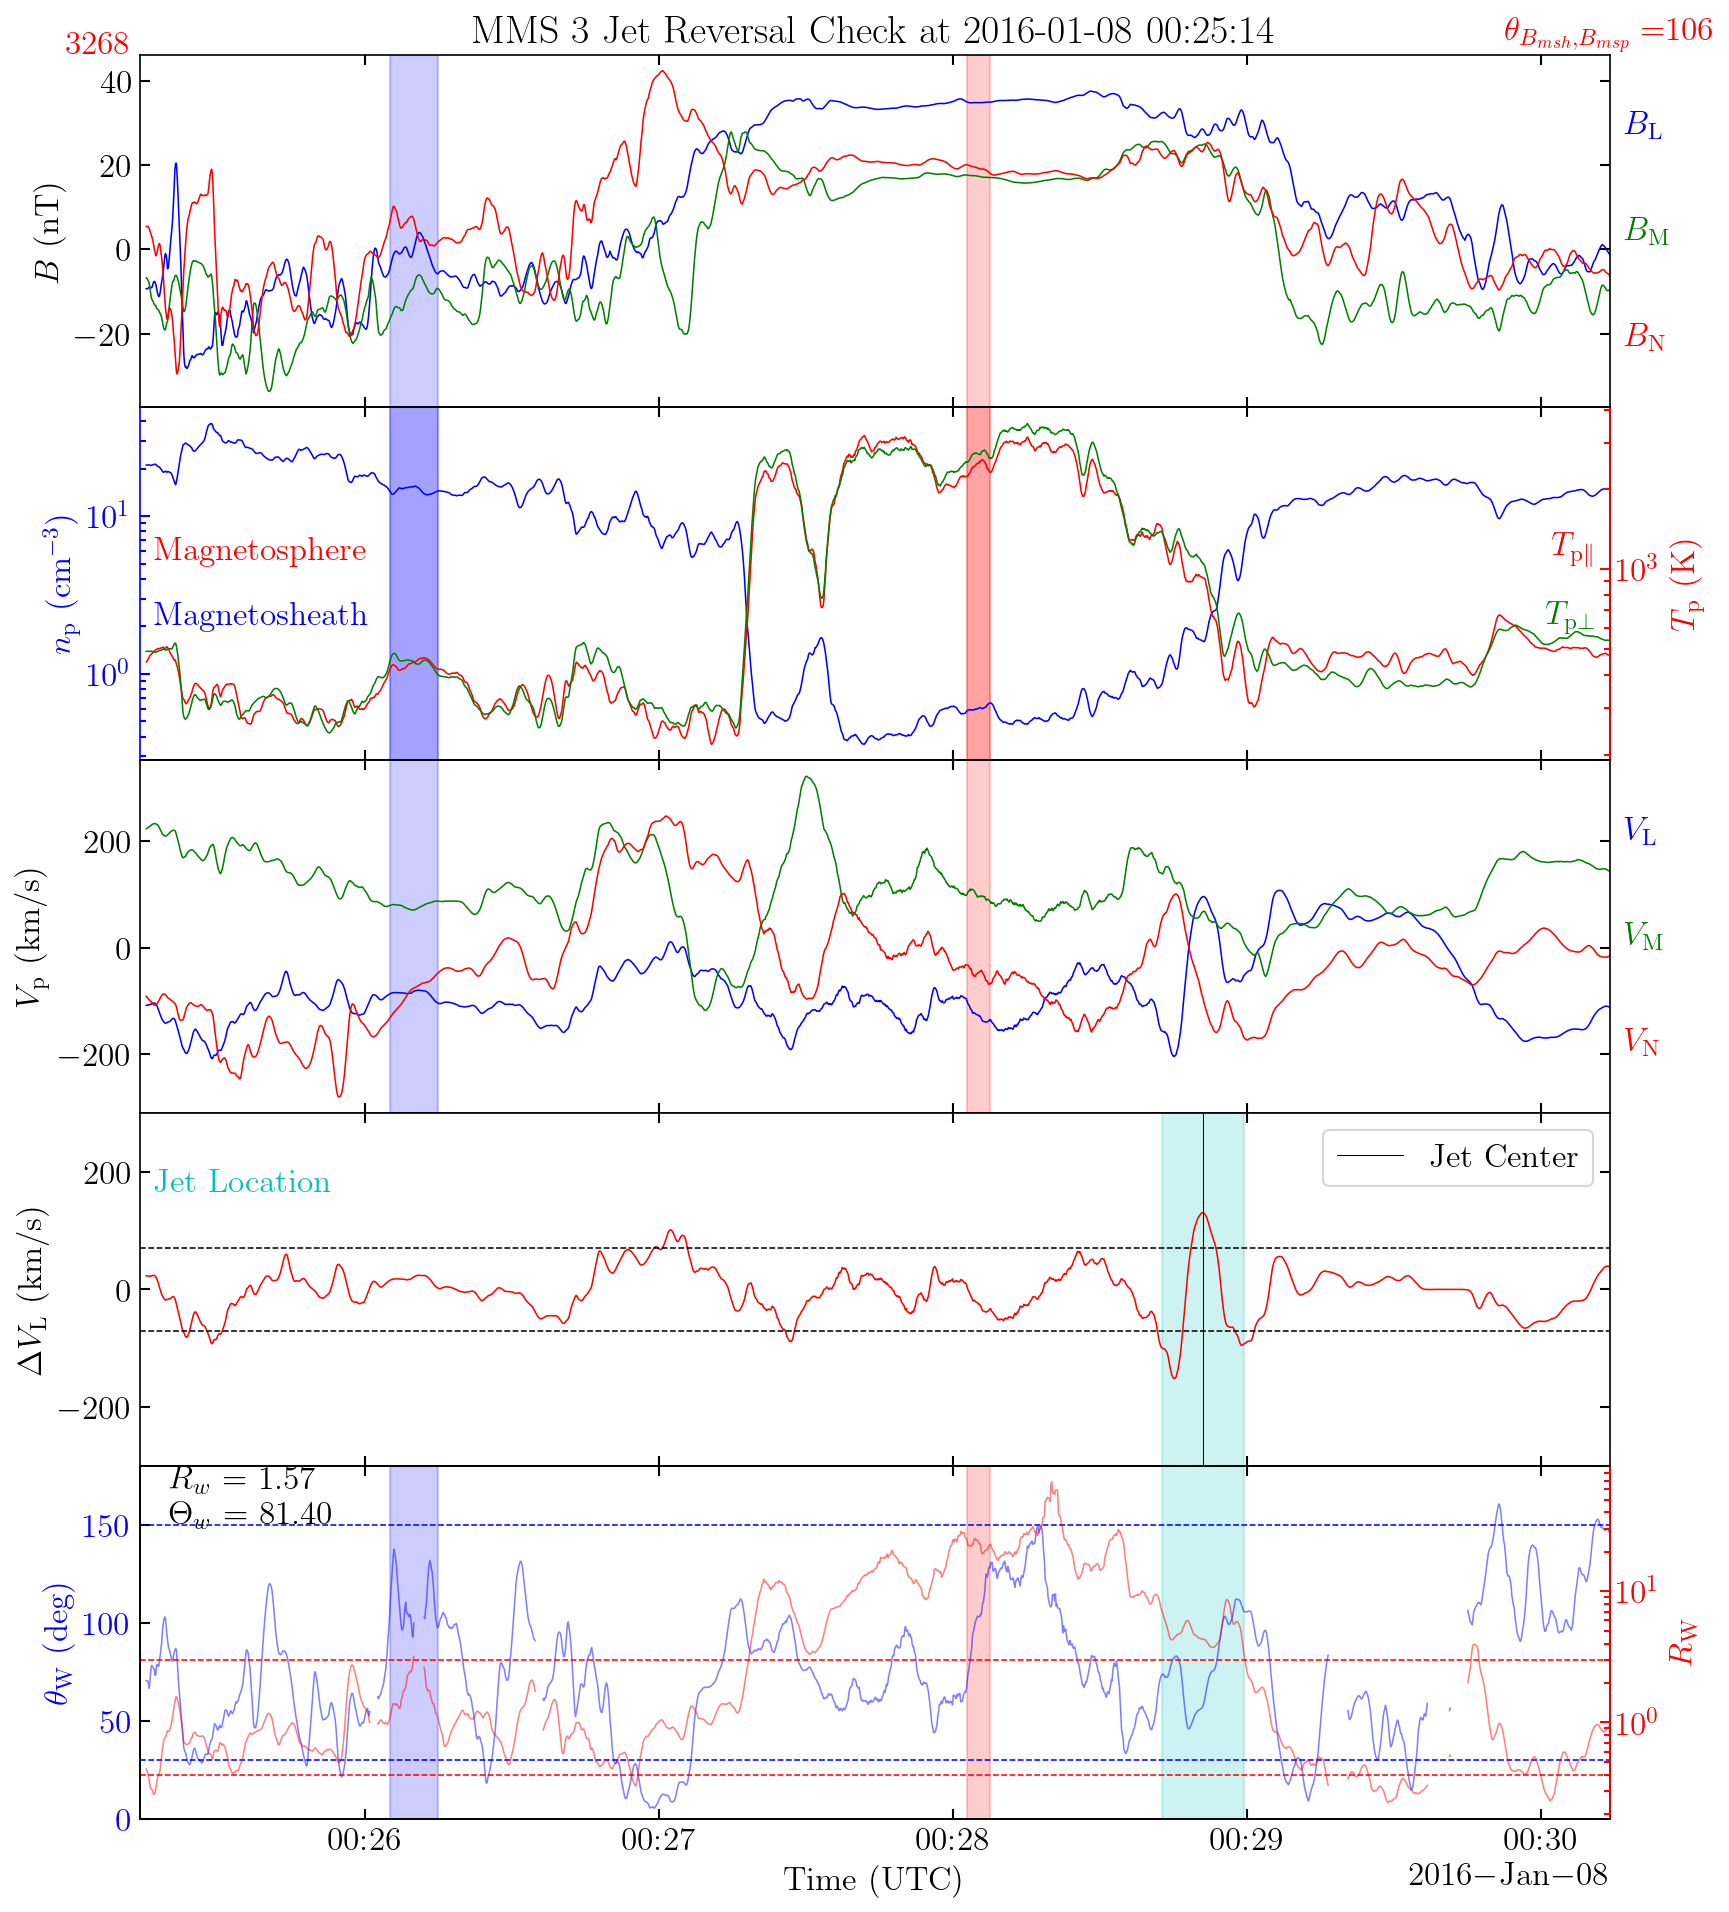 MMS 3 Jet Reversal Check at 2016-01-08 00:25:14
3268
θ_{B_{msh},B_{msp}} =106
40
20
0
−20
B (nT)
B_L
B_M
B_N
10^1
10^0
n_p (cm^{−3})
Magnetosphere
Magnetosheath
T_{p∥}
T_{p⊥}
10^3
T_p (K)
200
0
−200
V_p (km/s)
V_L
V_M
V_N
200
0
−200
ΔV_L (km/s)
Jet Location
Jet Center
R_w = 1.57
Θ_w = 81.40
150
100
50
0
θ_W (deg)
10^1
10^0
R_W
00:26
00:27
00:28
00:29
00:30
Time (UTC)
2016−Jan−08